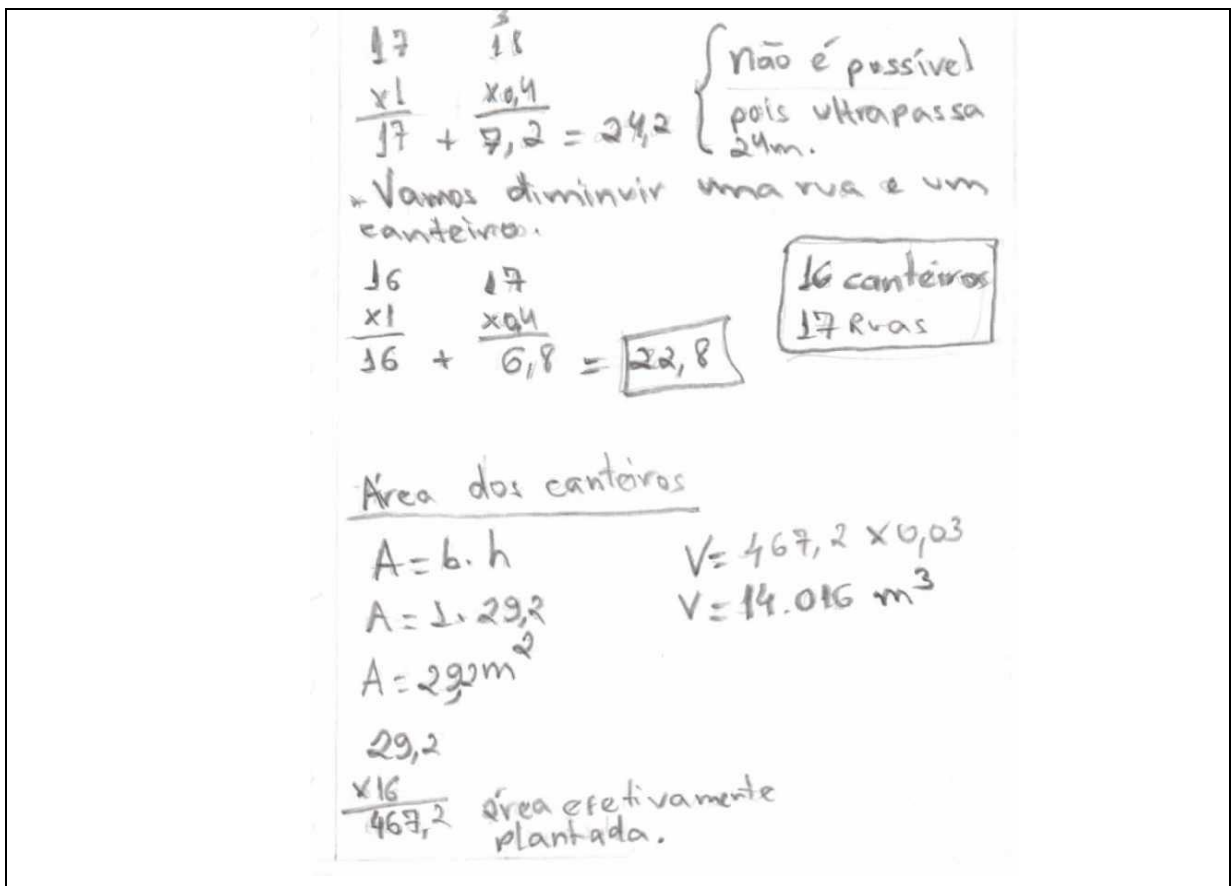 3
17 18
x1 x0,4
17 + 7,2 = 24,2
não é possível
pois ultrapassa
24m.
* Vamos diminuir uma rua e um
canteiro.
16 17
x1 x0,4
16 + 6,8 = 22,8
16 canteiros
17 Ruas
Área dos canteiros
A = b . h
A = 1 . 29,2
A = 29,2m²
V = 467,2 x 0,03
V = 14.016 m³
29,2
x16
467,2 área efetivamente
plantada.